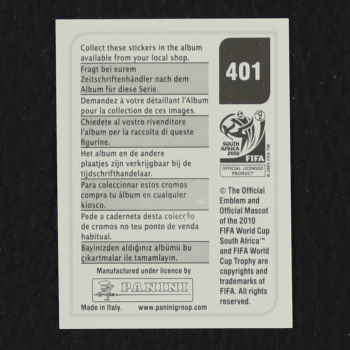 Collect these stickers in the album
available from your local shop.
Fragt bei eurem
Zeitschriftenhändler nach dem
Album für diese Serie.
Demandez à votre détaillant l'Album
pour la collection de ces images.
Chiedete al vostro rivenditore
l'album per la raccolta di queste
figurine.
Het album en de andere
plaatjes zijn verkrijgbaar bij de
tijdschrifthandelaar.
Para coleccionar estos cromos
compra tu álbum en cualquier
kiosco.
Pede a caderneta desta colecção
de cromos no teu ponto de venda
habitual.
Bayinizden aldığınız albümü bu
çıkartmalar ile tamamlayın.
Manufactured under licence by
PANINI
Made in Italy. www.paninigroup.com
401
SOUTH AFRICA
2010
FIFA
OFFICIAL LICENSED
PRODUCT
© The Official
Emblem and
Official Mascot
of the 2010
FIFA World Cup
South Africa™
and FIFA World
Cup Trophy are
copyrights and
trademarks of
FIFA. All rights
reserved.